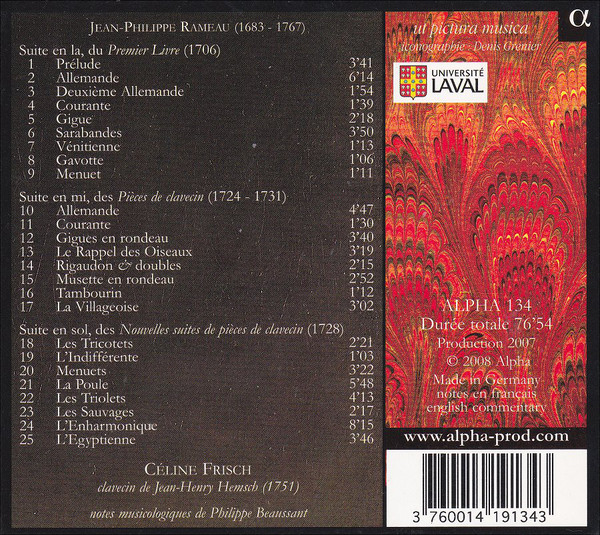 JEAN-PHILIPPE RAMEAU (1683 - 1767)
Suite en la, du Premier Livre (1706)
1 Prélude 3'41
2 Allemande 6'14
3 Deuxième Allemande 1'54
4 Courante 1'39
5 Gigue 2'18
6 Sarabandes 3'50
7 Vénitienne 1'13
8 Gavotte 1'06
9 Menuet 1'11
Suite en mi, des Pièces de clavecin (1724 - 1731)
10 Allemande 4'47
11 Courante 1'30
12 Gigues en rondeau 3'40
13 Le Rappel des Oiseaux 3'19
14 Rigaudon & doubles 2'15
15 Musette en rondeau 2'52
16 Tambourin 1'12
17 La Villageoise 3'02
Suite en sol, des Nouvelles suites de pièces de clavecin (1728)
18 Les Tricotets 2'21
19 L'Indifférente 1'03
20 Menuets 3'22
21 La Poule 5'48
22 Les Triolets 4'13
23 Les Sauvages 2'17
24 L'Enharmonique 8'15
25 L'Egyptienne 3'46
CÉLINE FRISCH
clavecin de Jean-Henry Hemsch (1751)
notes musicologiques de Philippe Beaussant
α
ut pictura musica
iconographie - Denis Grenier
UNIVERSITÉ
LAVAL
ALPHA 134
Durée totale 76'54
Production 2007
© 2008 Alpha
Made in Germany
notes en français
english commentary
www.alpha-prod.com
3 760014 191343